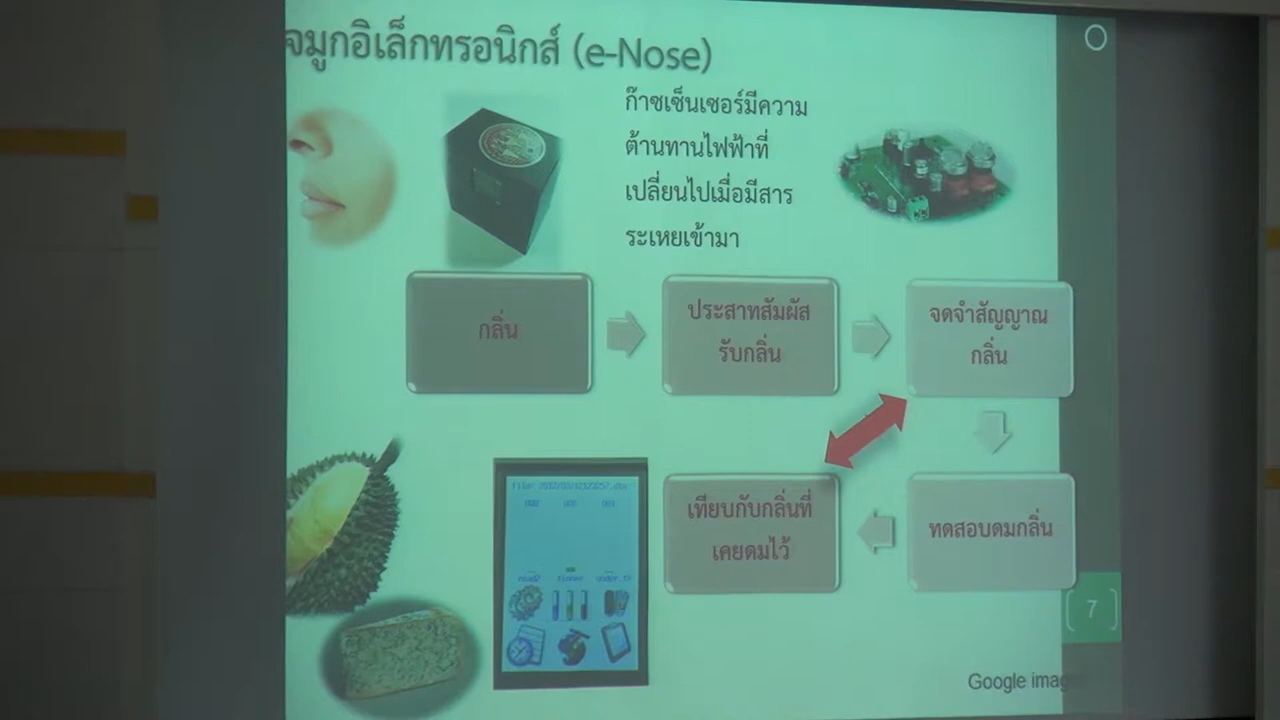 จมูกอิเล็กทรอนิกส์ (e-Nose)
ก๊าซเซ็นเซอร์มีความ
ต้านทานไฟฟ้าที่
เปลี่ยนไปเมื่อมีสาร
ระเหยเข้ามา
กลิ่น
ประสาทสัมผัส
รับกลิ่น
จดจำสัญญาณ
กลิ่น
เทียบกับกลิ่นที่
เคยดมไว้
ทดสอบดมกลิ่น
7
Google image